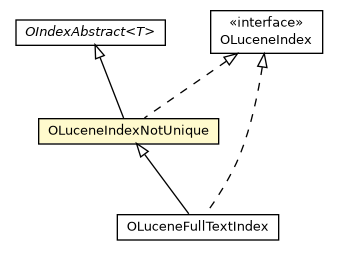 OIndexAbstract<T>
«interface»
OLuceneIndex
OLuceneIndexNotUnique
OLuceneFullTextIndex